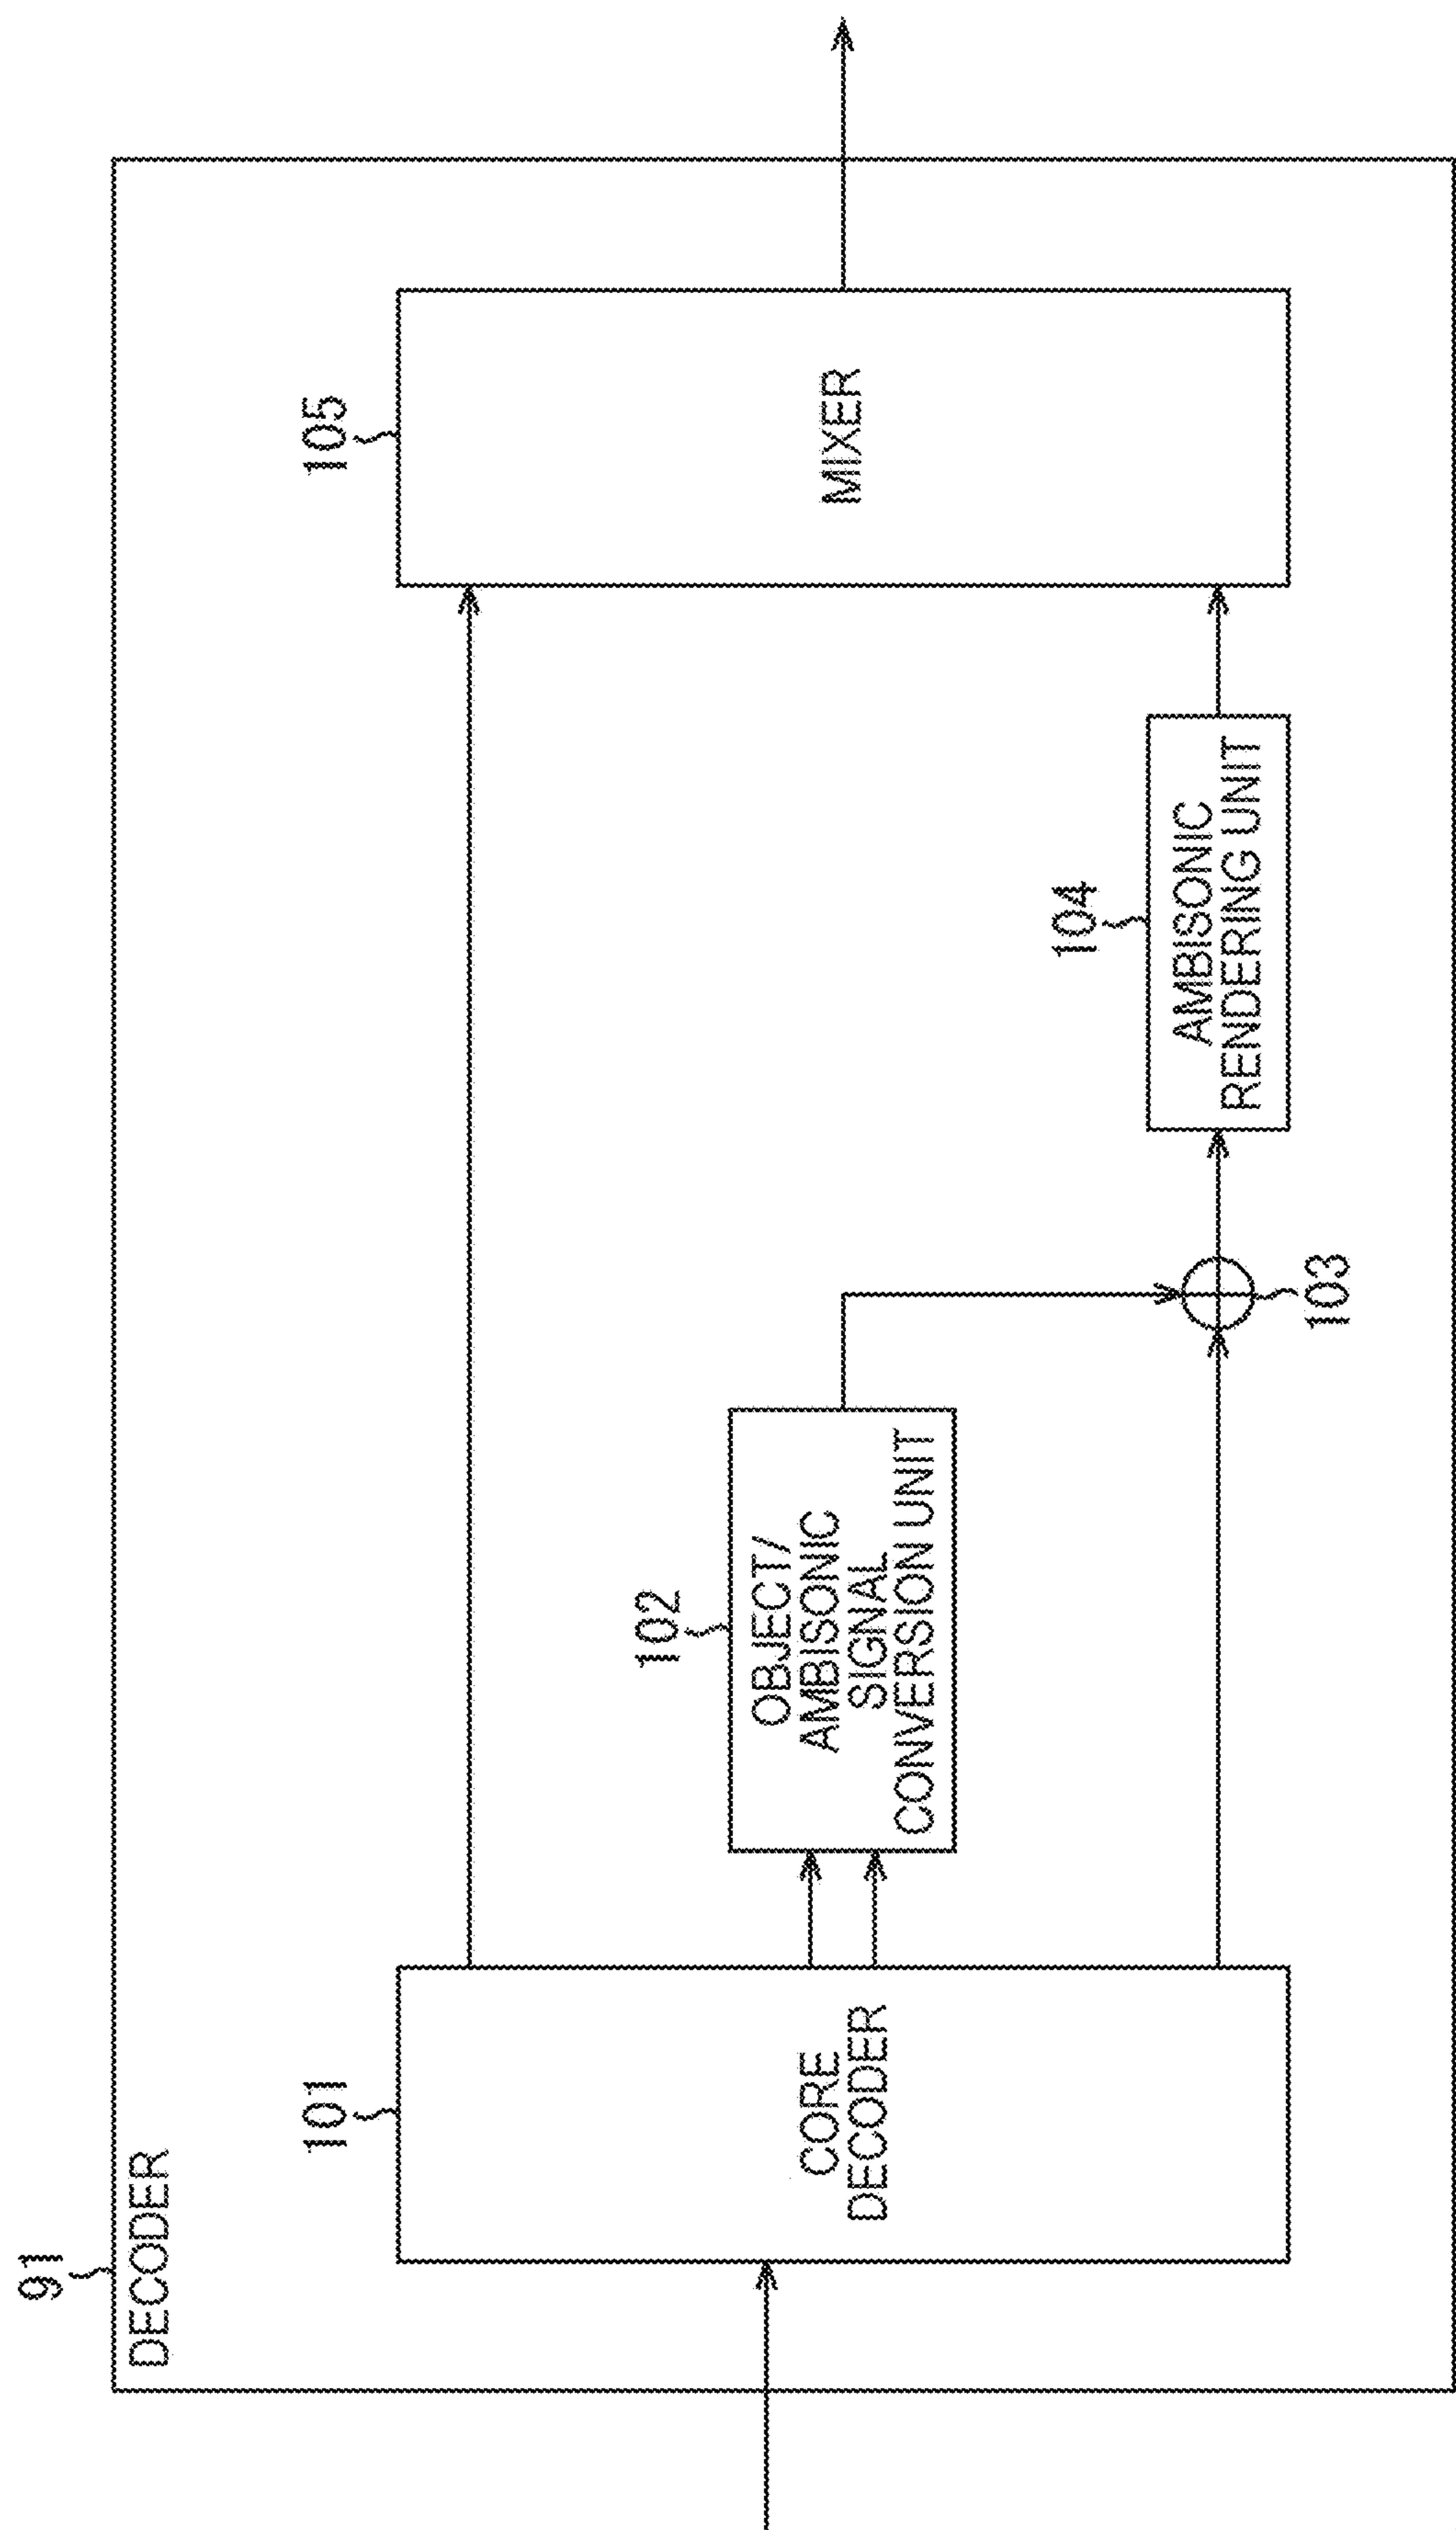 91
DECODER
101
CORE
DECODER
102
OBJECT/
AMBISONIC
SIGNAL
CONVERSION UNIT
103
104
AMBISONIC
RENDERING UNIT
105
MIXER